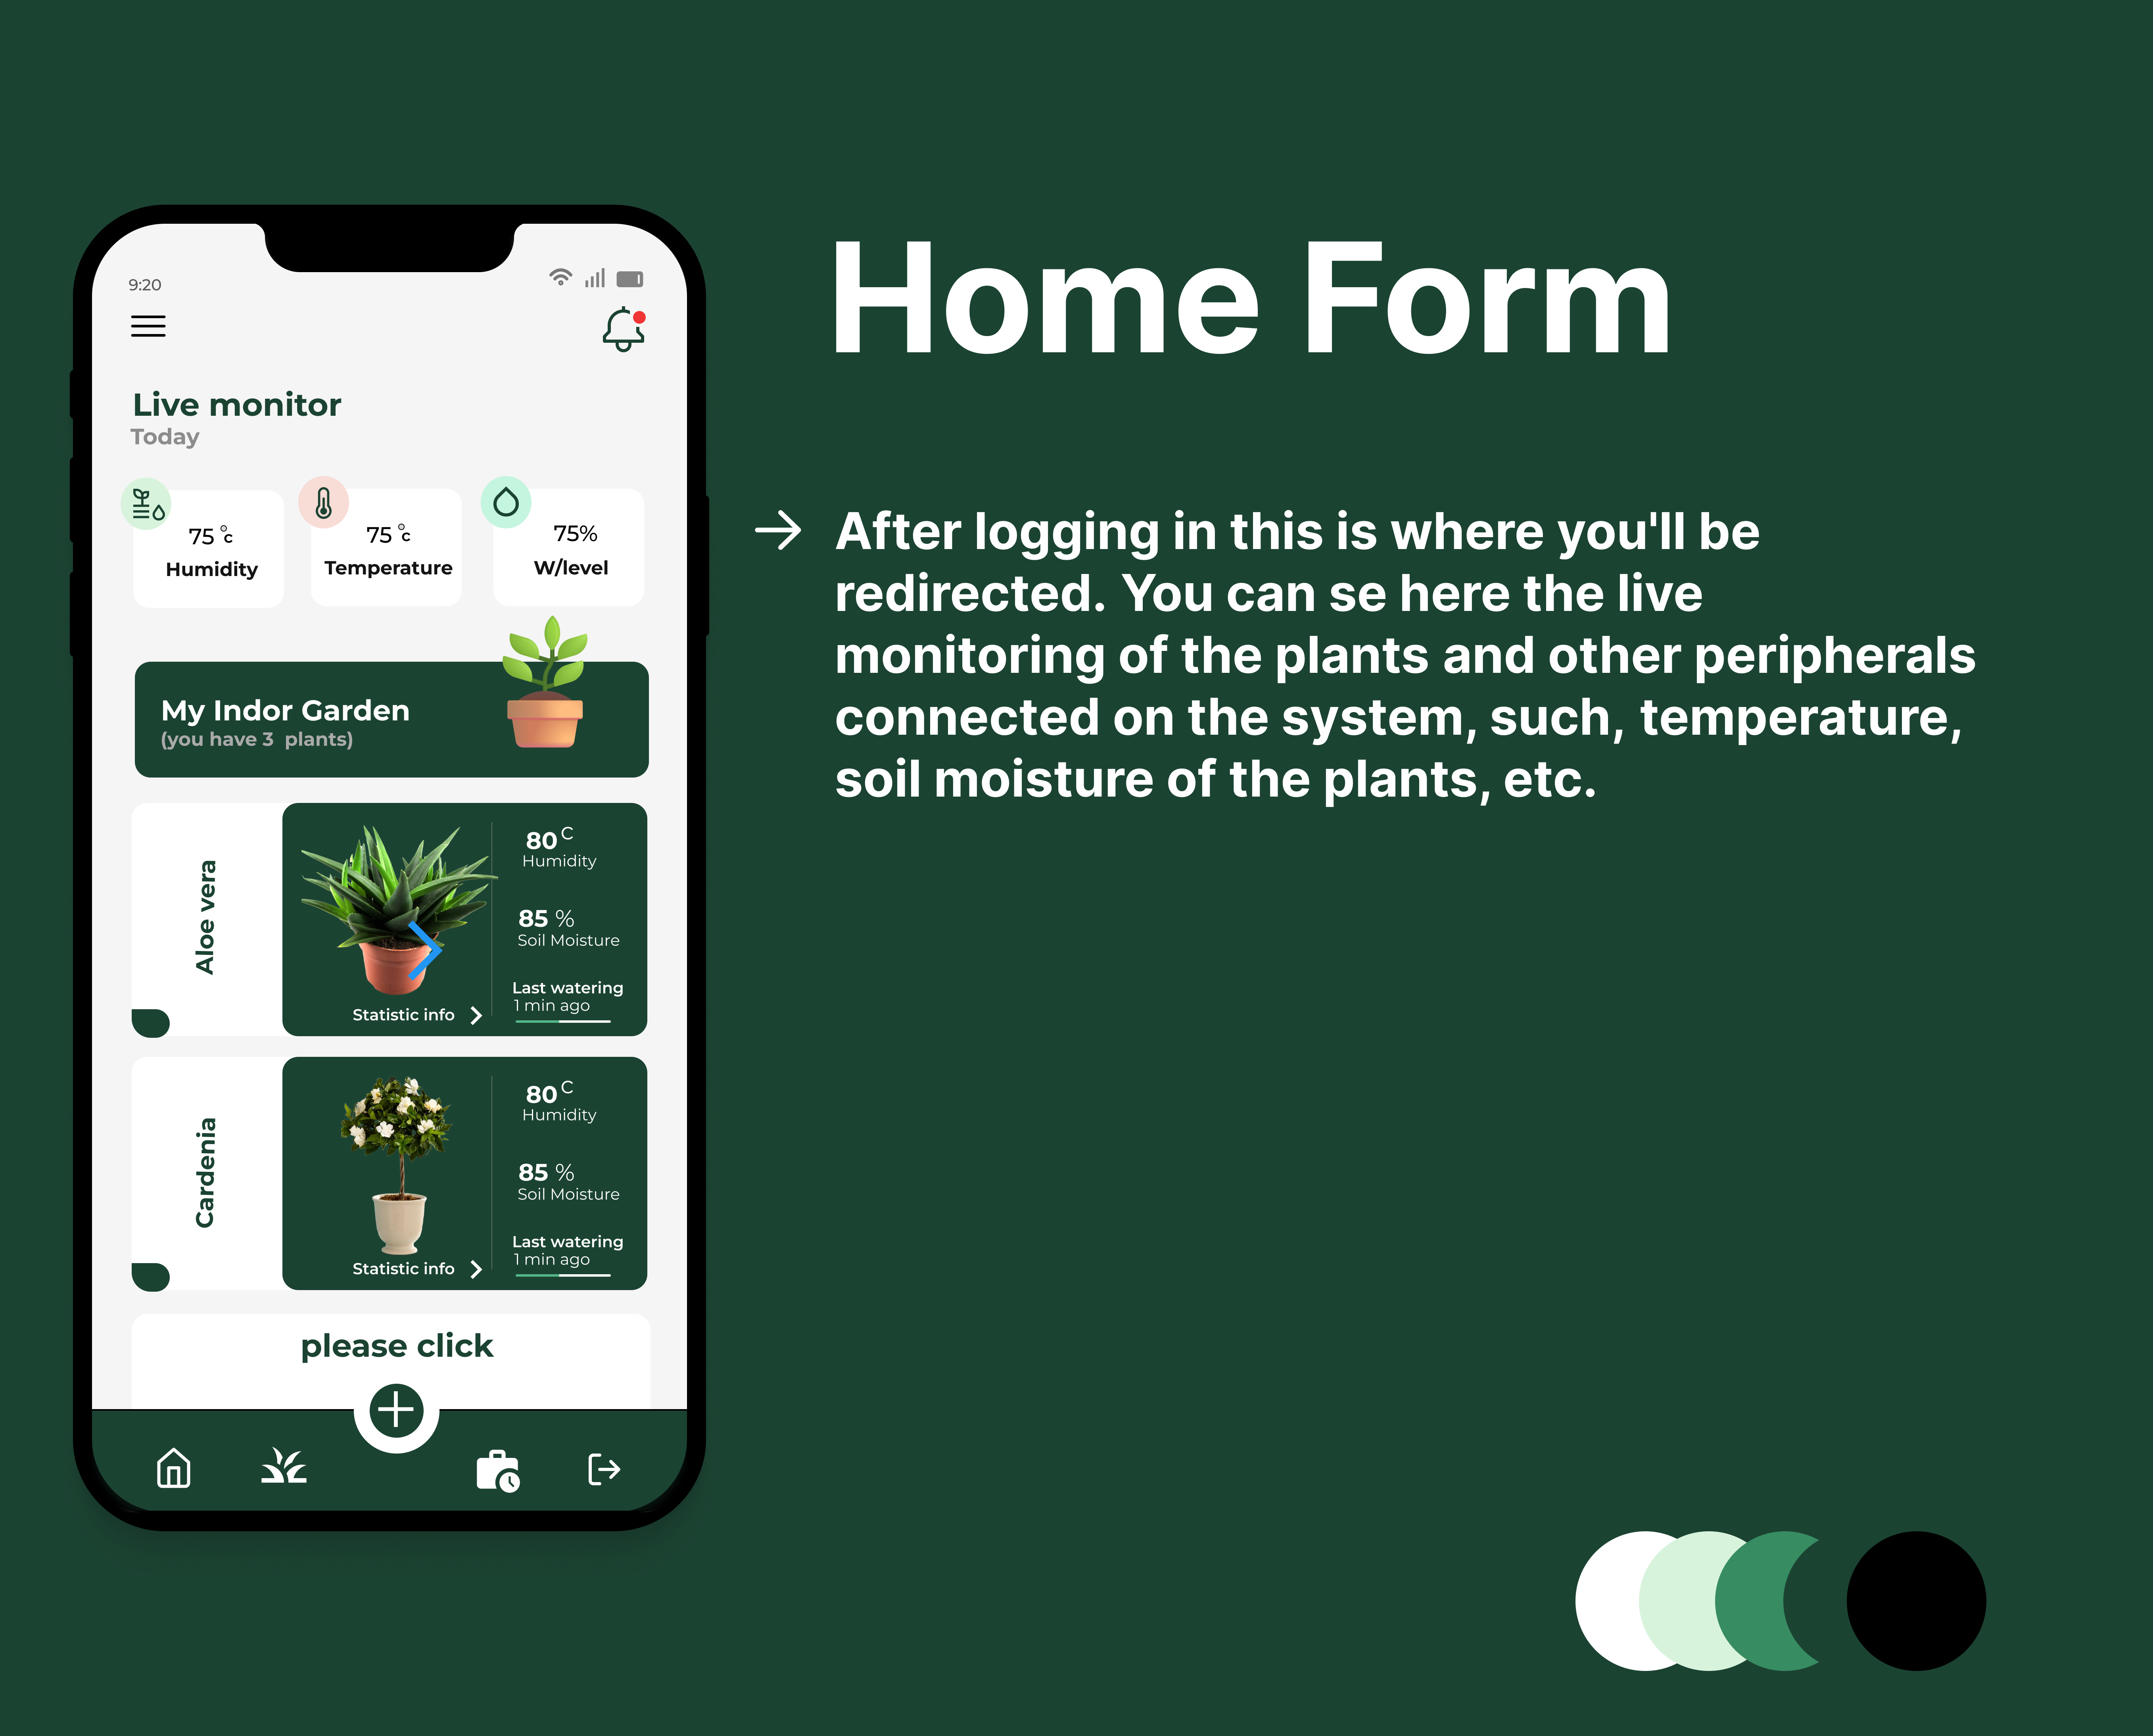 Home Form
After logging in this is where you'll be
redirected. You can se here the live
monitoring of the plants and other peripherals
connected on the system, such, temperature,
soil moisture of the plants, etc.
9:20
Live monitor
Today
75 °c
Humidity
75 °c
Temperature
75%
W/level
My Indor Garden
(you have 3 plants)
Aloe vera
80 C
Humidity
85 %
Soil Moisture
Last watering
1 min ago
Statistic info
Cardenia
80 C
Humidity
85 %
Soil Moisture
Last watering
1 min ago
Statistic info
please click